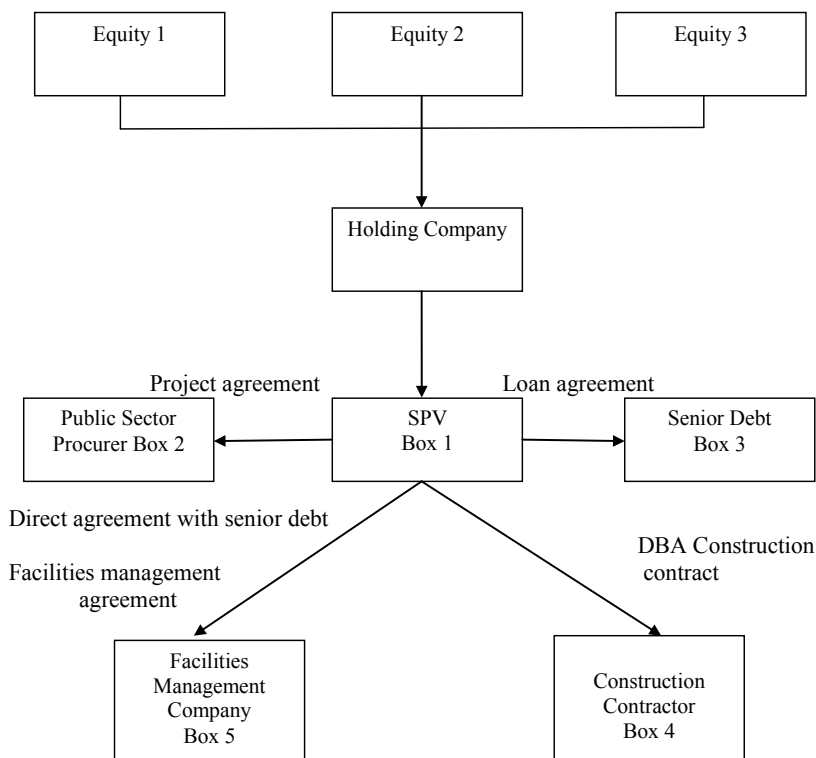 Equity 1
Equity 2
Equity 3
Holding Company
Project agreement
Loan agreement
Public Sector
Procurer Box 2
SPV
Box 1
Senior Debt
Box 3
Direct agreement with senior debt
Facilities management
agreement
DBA Construction
contract
Facilities
Management
Company
Box 5
Construction
Contractor
Box 4